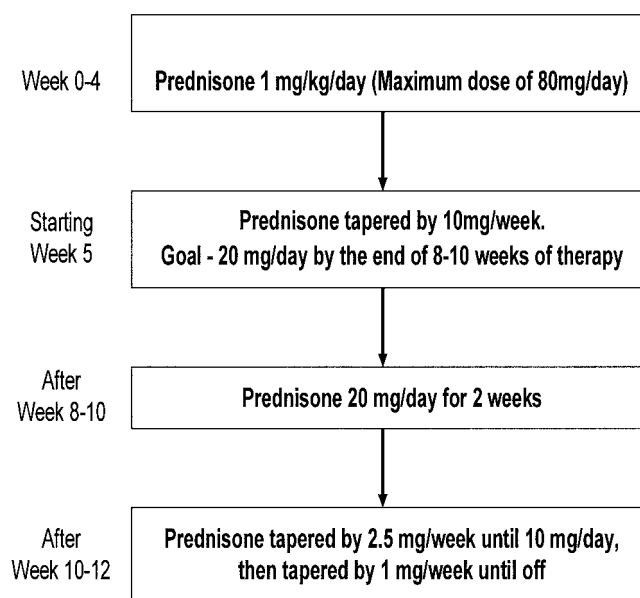 Week 0-4
Prednisone 1 mg/kg/day (Maximum dose of 80mg/day)
Starting
Week 5
Prednisone tapered by 10mg/week.
Goal - 20 mg/day by the end of 8-10 weeks of therapy
After
Week 8-10
Prednisone 20 mg/day for 2 weeks
After
Week 10-12
Prednisone tapered by 2.5 mg/week until 10 mg/day,
then tapered by 1 mg/week until off